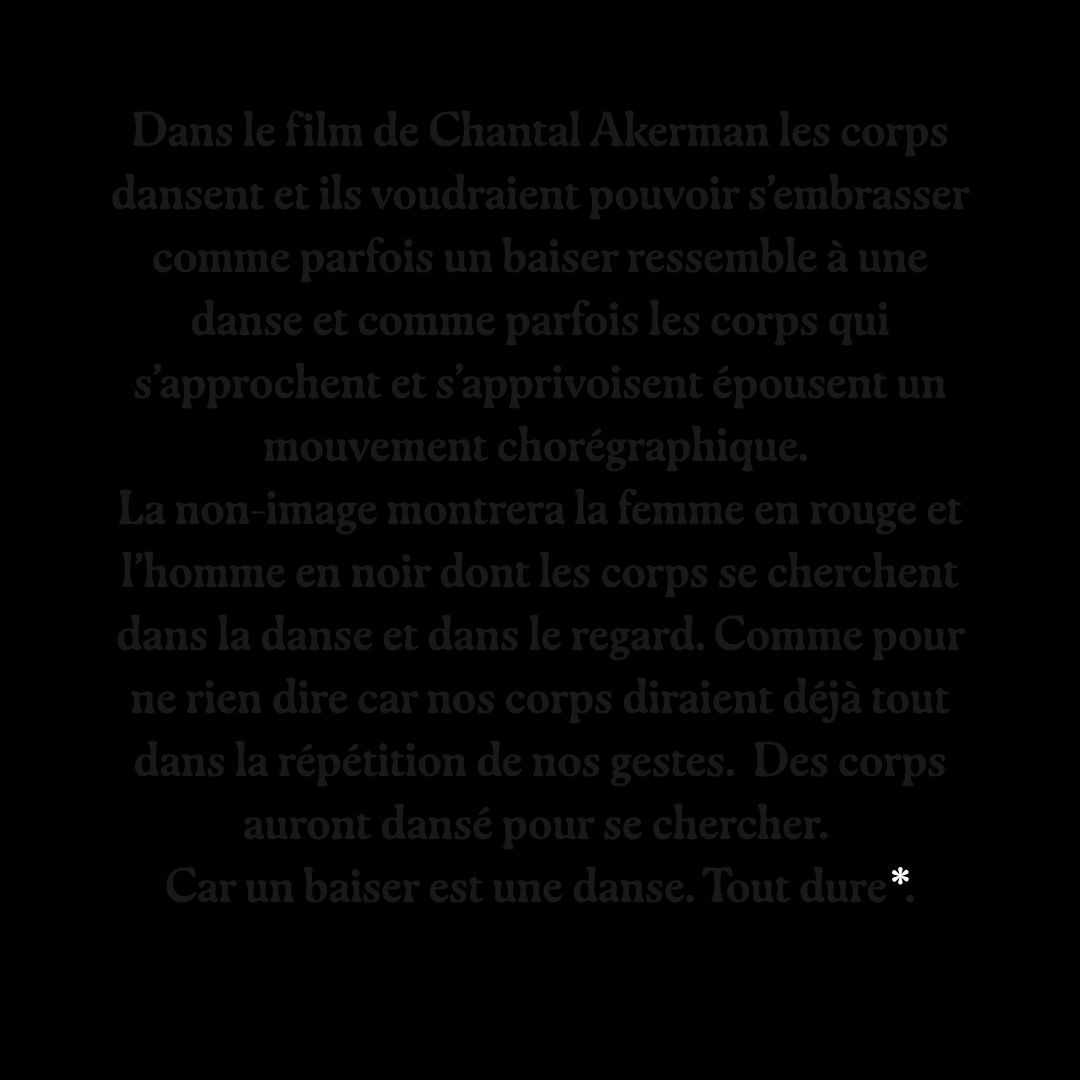 Dans le film de Chantal Akerman les corps
dansent et ils voudraient pouvoir s’embrasser
comme parfois un baiser ressemble à une
danse et comme parfois les corps qui
s’approchent et s’apprivoisent épousent un
mouvement chorégraphique.
La non-image montrera la femme en rouge et
l’homme en noir dont les corps se cherchent
dans la danse et dans le regard. Comme pour
ne rien dire car nos corps diraient déjà tout
dans la répétition de nos gestes.  Des corps
auront dansé pour se chercher.
Car un baiser est une danse. Tout dure*.